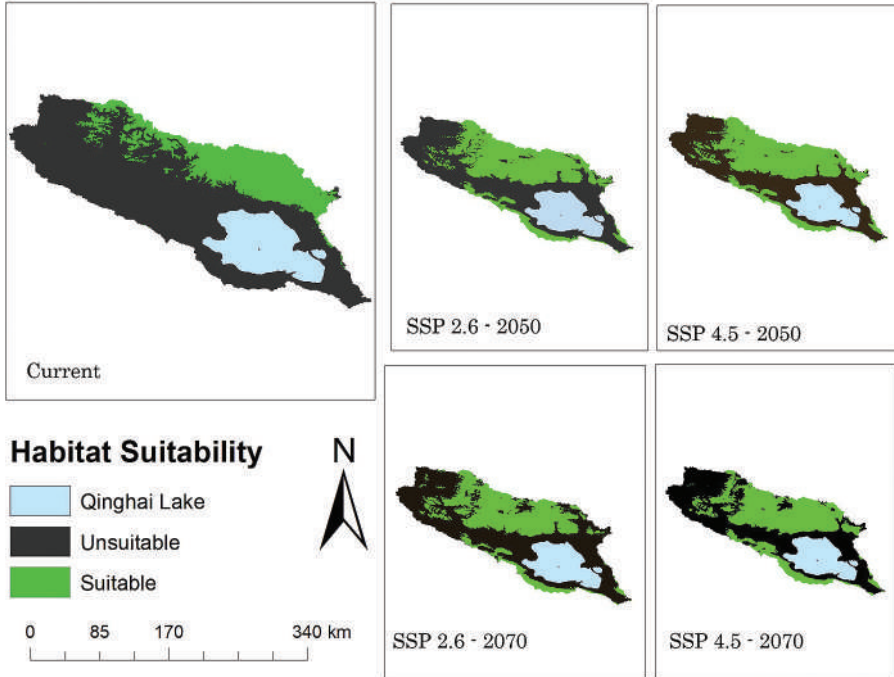 Current
SSP 2.6 - 2050
SSP 4.5 - 2050
SSP 2.6 - 2070
SSP 4.5 - 2070
Habitat Suitability
N
Qinghai Lake
Unsuitable
Suitable
0 85 170 340 km